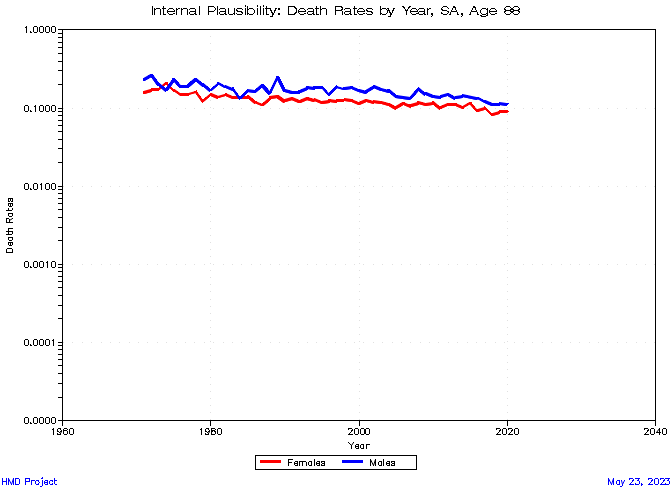 Internal Plausibility: Death Rates by Year, SA, Age 88
1.0000
0.1000
0.0100
0.0010
0.0001
0.0000
Death Rates
1960
1980
2000
2020
2040
Year
Females
Males
HMD Project
May 23, 2023